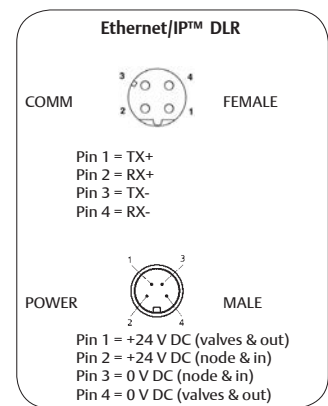 Ethernet/IP™ DLR
3 4
COMM FEMALE
2 1
Pin 1 = TX+
Pin 2 = RX+
Pin 3 = TX-
Pin 4 = RX-
1 3
POWER MALE
2 4
Pin 1 = +24 V DC (valves & out)
Pin 2 = +24 V DC (node & in)
Pin 3 = 0 V DC (node & in)
Pin 4 = 0 V DC (valves & out)